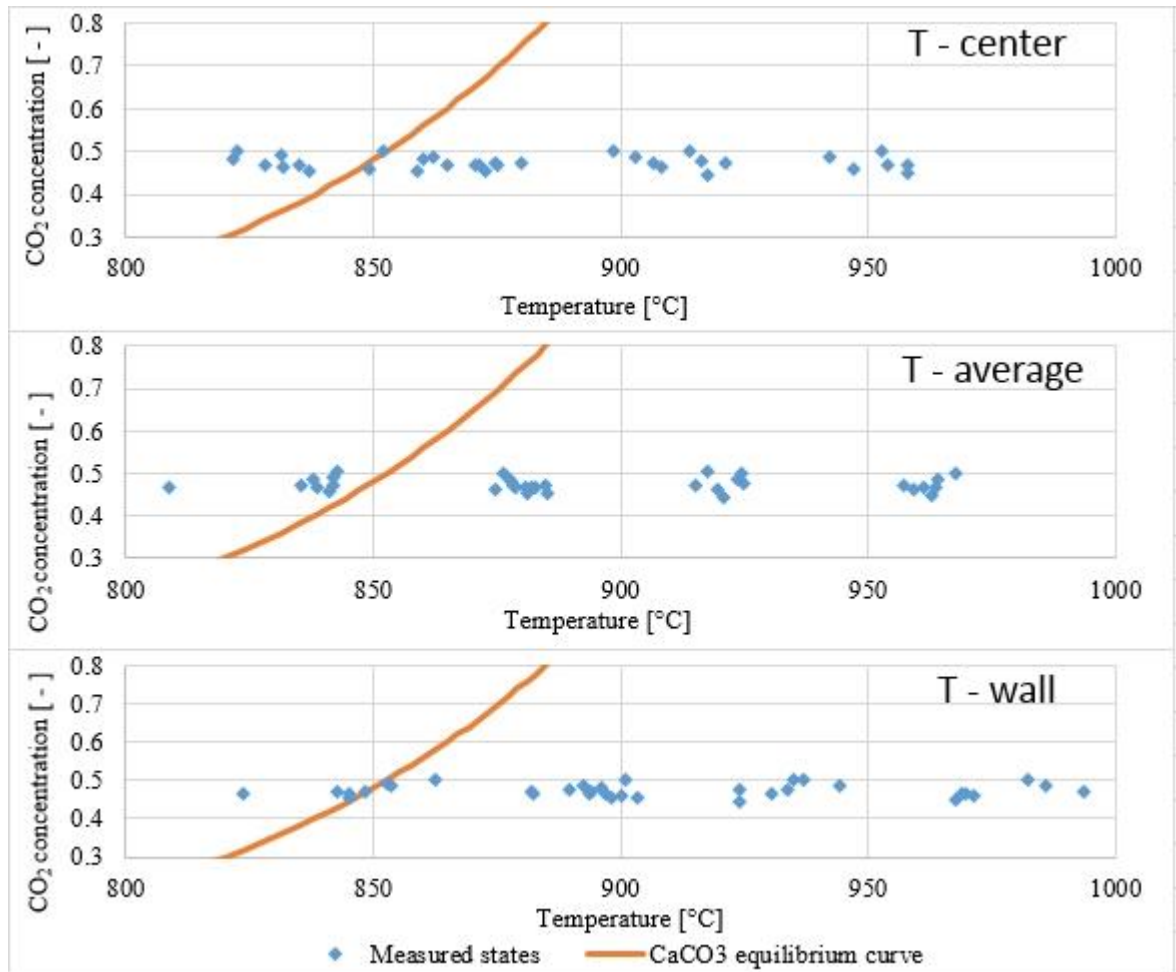 T - center
CO2 concentration [ - ]
0.8
0.7
0.6
0.5
0.4
0.3
800 850 900 950 1000
Temperature [°C]
T - average
CO2 concentration [ - ]
0.8
0.7
0.6
0.5
0.4
0.3
800 850 900 950 1000
Temperature [°C]
T - wall
CO2 concentration [ - ]
0.8
0.7
0.6
0.5
0.4
0.3
800 850 900 950 1000
Temperature [°C]
Measured states CaCO3 equilibrium curve